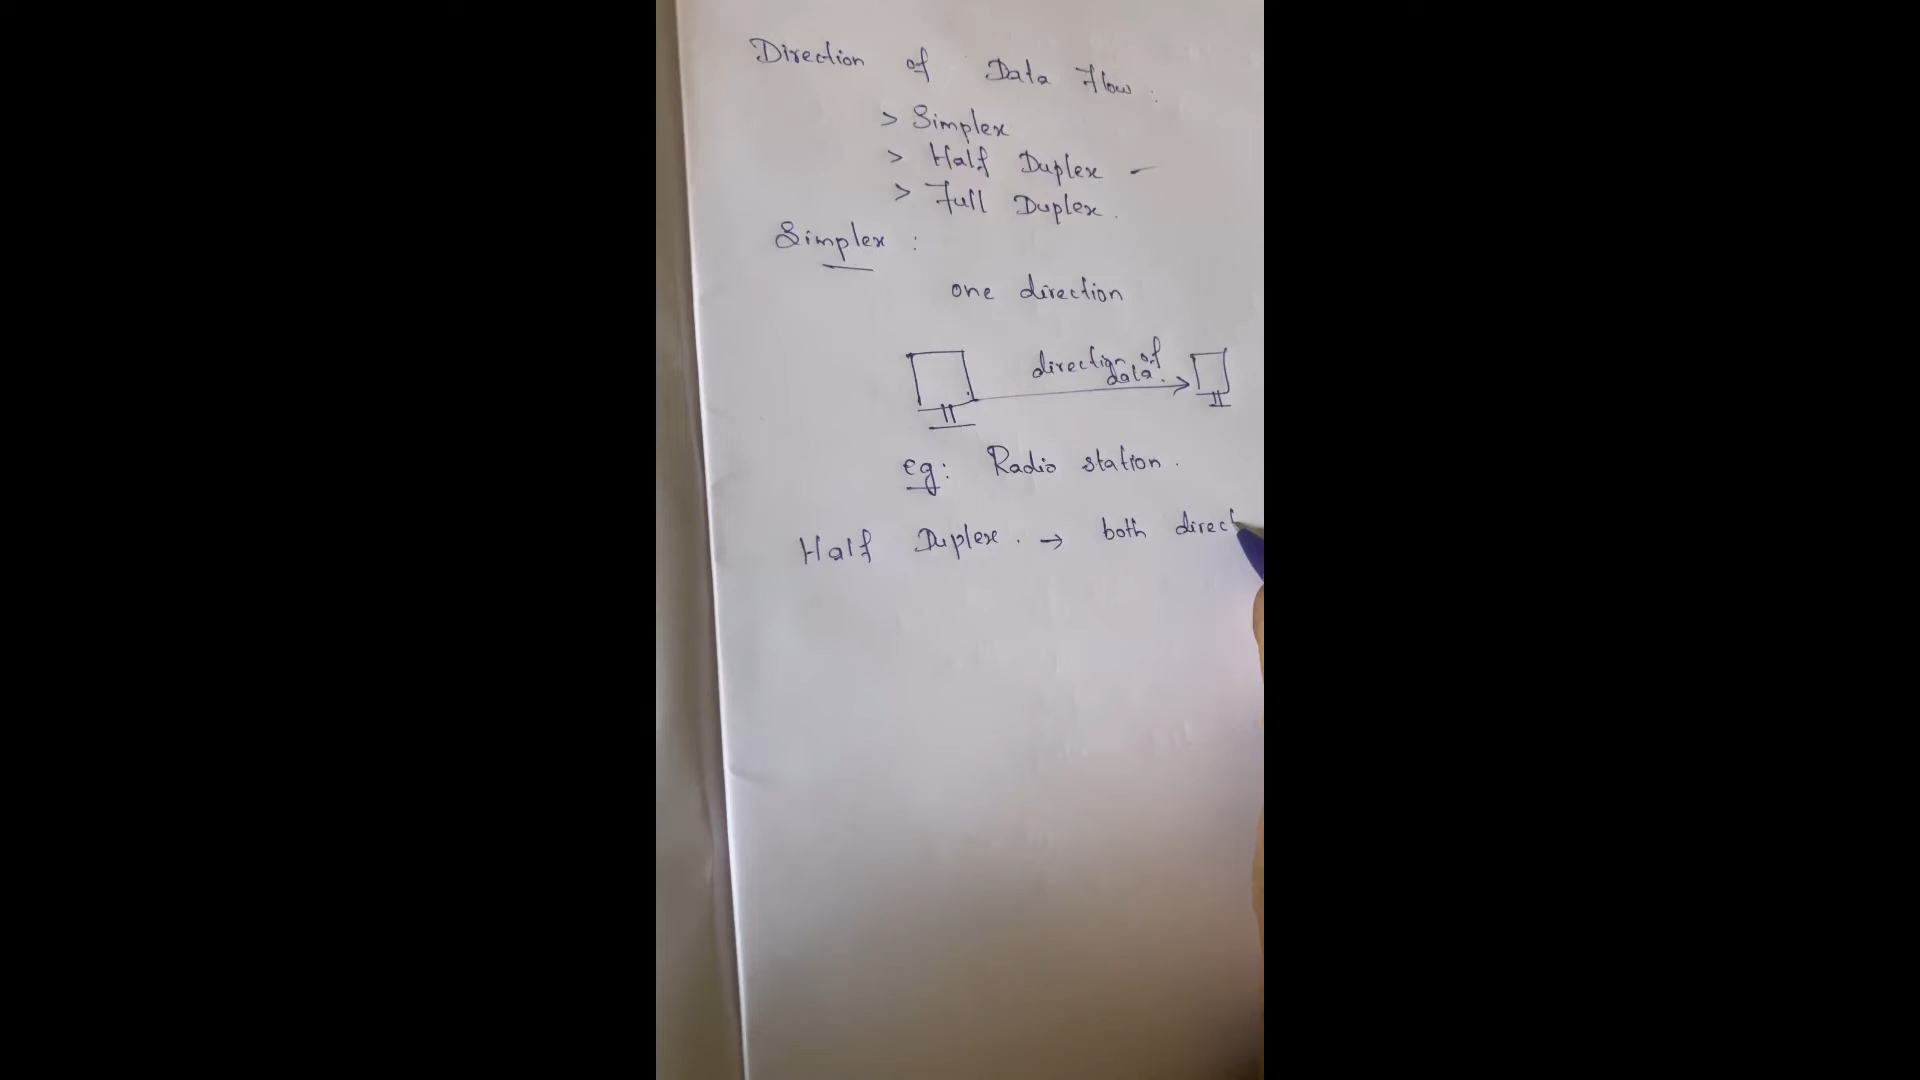 Direction of Data Flow :
> Simplex
> Half Duplex -
> Full Duplex.
Simplex :
one direction
direction of
data.
eg: Radio station.
Half Duplex. → both direct